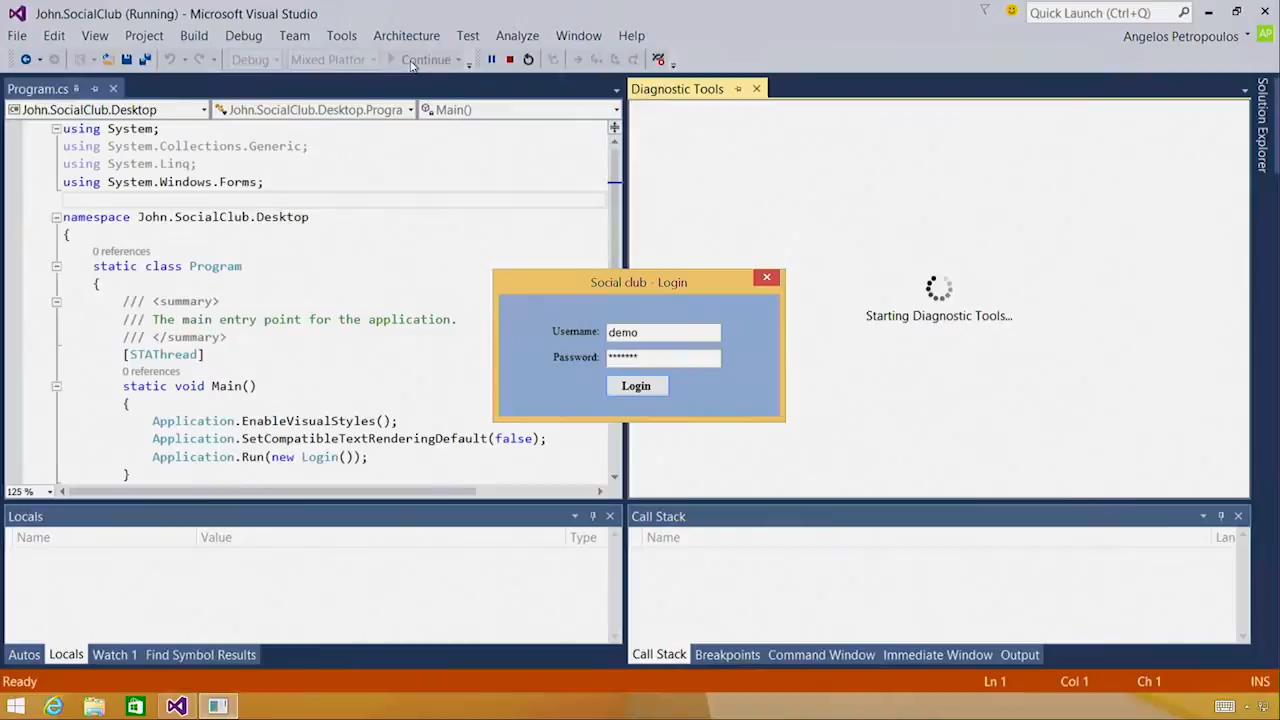 John.SocialClub (Running) - Microsoft Visual Studio
Quick Launch (Ctrl+Q)
File Edit View Project Build Debug Team Tools Architecture Test Analyze Window Help
Angelos Petropoulos AP
Debug Mixed Platfor Continue
Program.cs
Diagnostic Tools
Solution Explorer
John.SocialClub.Desktop John.SocialClub.Desktop.Progra Main()
using System;
using System.Collections.Generic;
using System.Linq;
using System.Windows.Forms;
namespace John.SocialClub.Desktop
{
0 references
static class Program
{
/// <summary>
/// The main entry point for the application.
/// </summary>
[STAThread]
0 references
static void Main()
{
Application.EnableVisualStyles();
Application.SetCompatibleTextRenderingDefault(false);
Application.Run(new Login());
}
125 %
Social club - Login
Username: demo
Password: *******
Login
Starting Diagnostic Tools...
Locals
Name Value Type
Autos Locals Watch 1 Find Symbol Results
Call Stack
Name Lan
Call Stack Breakpoints Command Window Immediate Window Output
Ready Ln 1 Col 1 Ch 1 INS